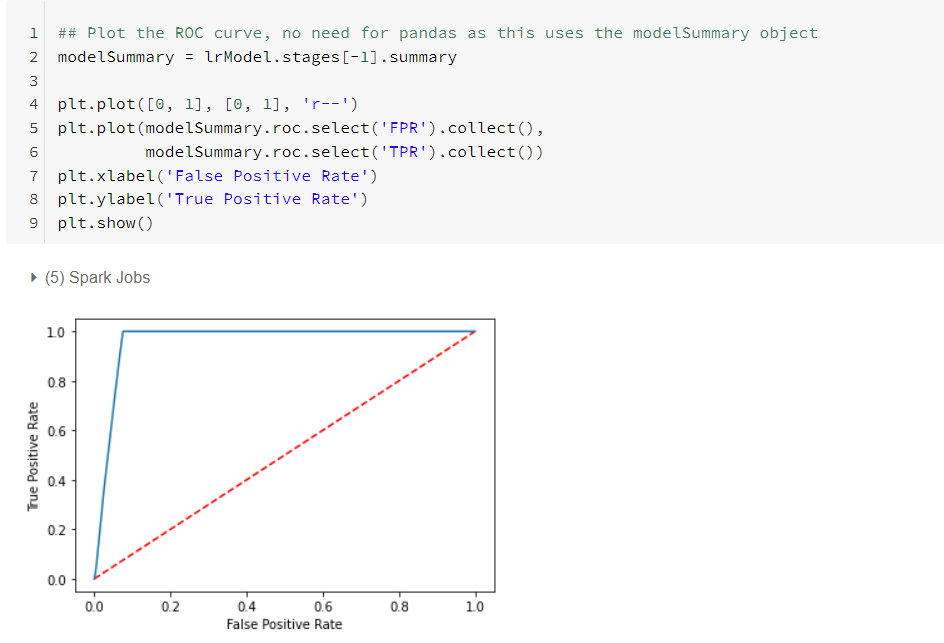 1 ## Plot the ROC curve, no need for pandas as this uses the modelSummary object
2 modelSummary = lrModel.stages[-1].summary
3
4 plt.plot([0, 1], [0, 1], 'r--')
5 plt.plot(modelSummary.roc.select('FPR').collect(),
6          modelSummary.roc.select('TPR').collect())
7 plt.xlabel('False Positive Rate')
8 plt.ylabel('True Positive Rate')
9 plt.show()
(5) Spark Jobs
1.0
0.8
0.6
0.4
0.2
0.0
True Positive Rate
0.0 0.2 0.4 0.6 0.8 1.0
False Positive Rate